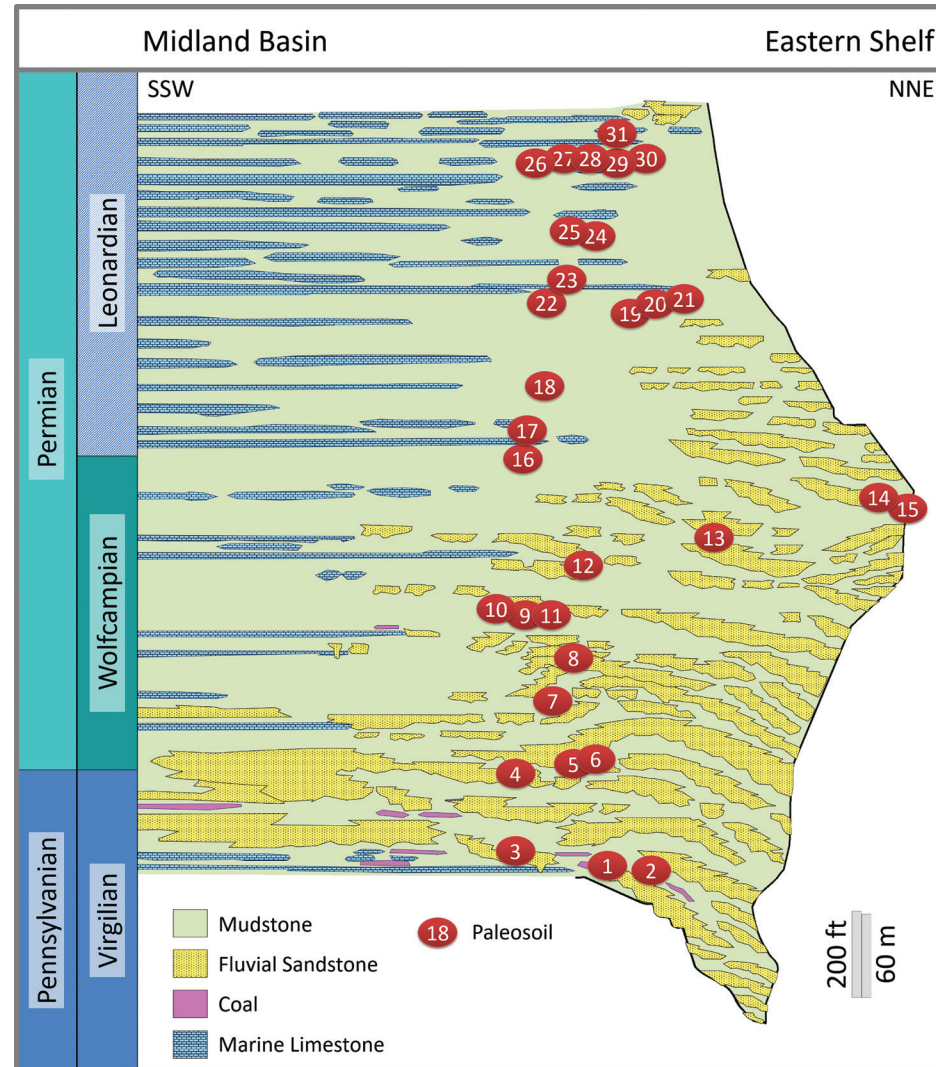 Midland Basin
Eastern Shelf
SSW
NNE
Permian
Pennsylvanian
Leonardian
Wolfcampian
Virgilian
31
26 27 28 29 30
25 24
23
22
19 20 21
18
17
16
14
15
13
12
10 9 11
8
7
6
5
4
3
1 2
Mudstone
Fluvial Sandstone
Coal
Marine Limestone
18 Paleosoil
200 ft
60 m